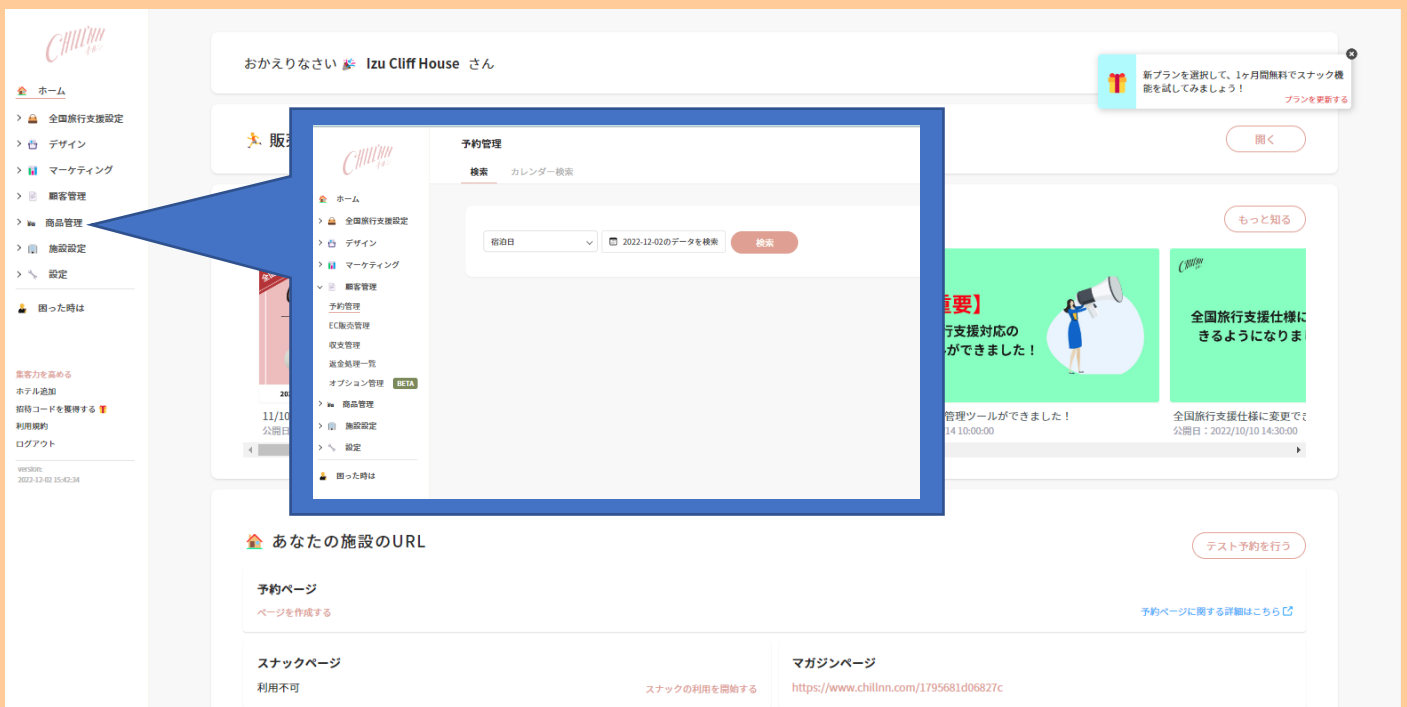 CHILLNN
ホーム
全国旅行支援設定
デザイン
マーケティング
顧客管理
商品管理
施設設定
設定
困った時は
集客力を高める
ホテル追加
招待コードを獲得する
利用規約
ログアウト
version:
2022-12-02 15:42:34
おかえりなさい Izu Cliff House さん
新プランを選択して、1ヶ月間無料でスナック機
能を試してみましょう！
プランを更新する
開く
もっと知る
CHILLNN
予約管理
検索 カレンダー検索
ホーム
全国旅行支援設定
デザイン
マーケティング
顧客管理
予約管理
EC販売管理
収支管理
返金処理一覧
オプション管理 BETA
商品管理
施設設定
設定
困った時は
宿泊日
2022-12-02のデータを検索
検索
重要】
行支援対応の
ができました！
管理ツールができました！
14 10:00:00
全国旅行支援仕様に
きるようになりま
全国旅行支援仕様に変更でき
公開日：2022/10/10 14:30:00
11/10
公開日
あなたの施設のURL
テスト予約を行う
予約ページ
ページを作成する
予約ページに関する詳細はこちら
スナックページ
利用不可
スナックの利用を開始する
マガジンページ
https://www.chillnn.com/1795681d06827c